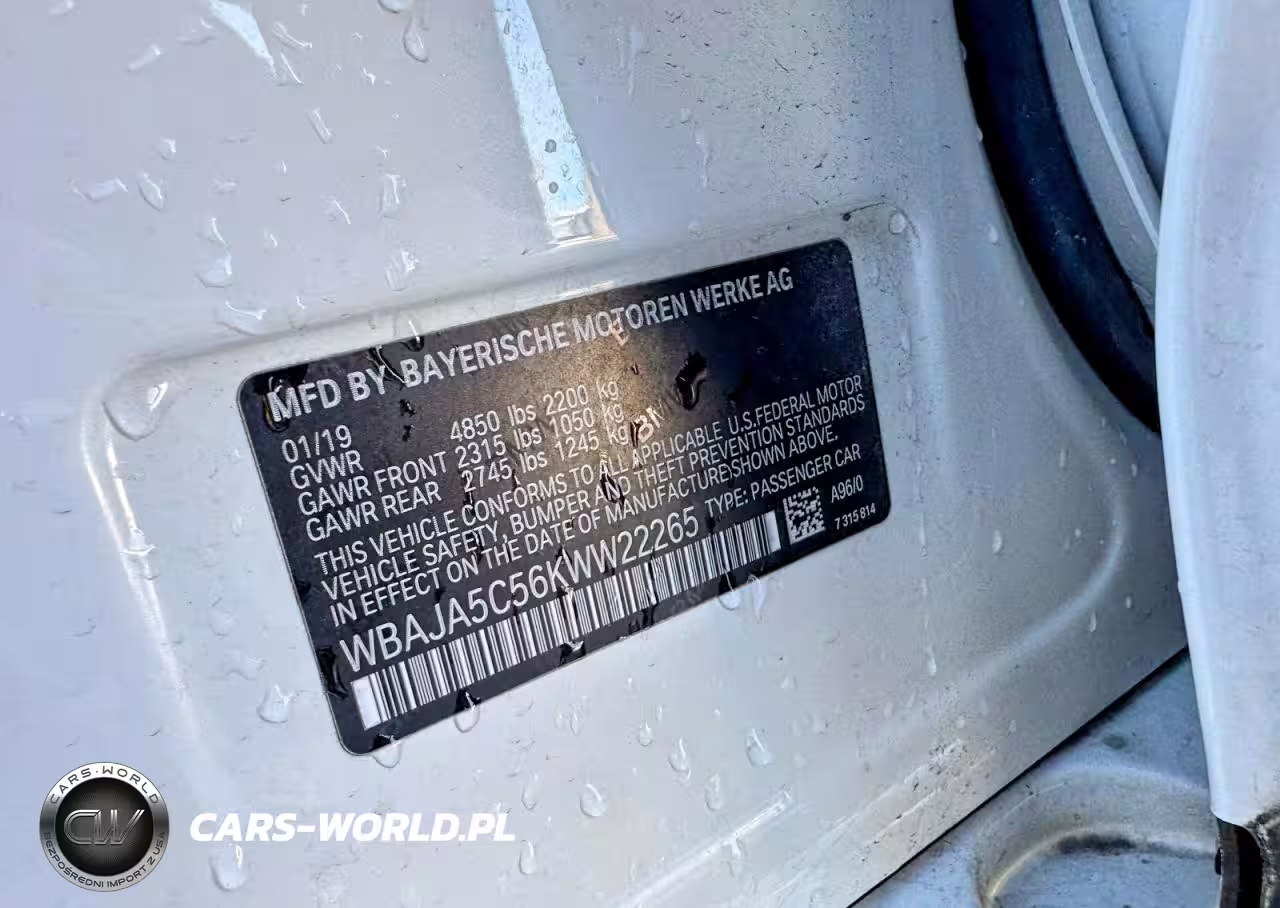 MFD BY BAYERISCHE MOTOREN WERKE AG
01/19
GVWR 4850 lbs 2200 kg
GAWR FRONT 2315 lbs 1050 kg
GAWR REAR 2745 lbs 1245 kg
THIS VEHICLE CONFORMS TO ALL APPLICABLE U.S.FEDERAL MOTOR
VEHICLE SAFETY, BUMPER AND THEFT PREVENTION STANDARDS
IN EFFECT ON THE DATE OF MANUFACTURE SHOWN ABOVE.
WBAJA5C56KWW22265 TYPE: PASSENGER CAR
A96/0
7 315 814
CARS-WORLD
CW
BEZPOŚREDNI IMPORT Z USA
CARS-WORLD.PL